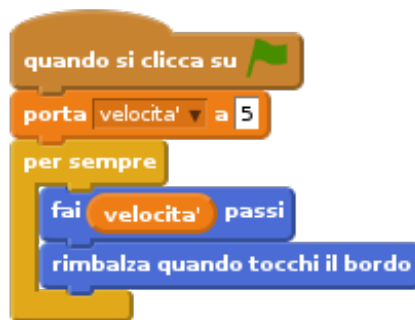 quando si clicca su
porta velocita' a 5
per sempre
fai velocita' passi
rimbalza quando tocchi il bordo